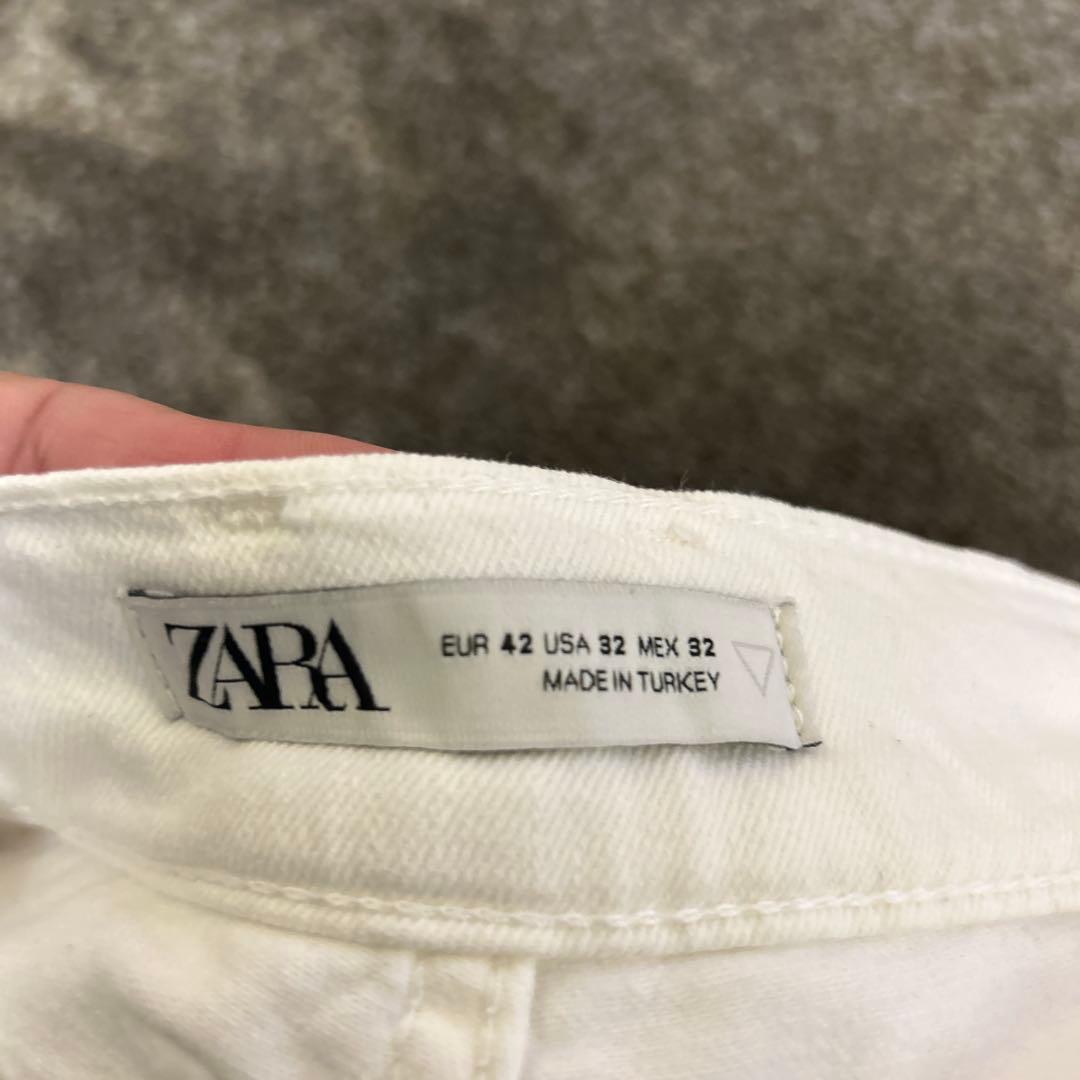 ZARA
EUR 42 USA 32 MEX 32
MADE IN TURKEY